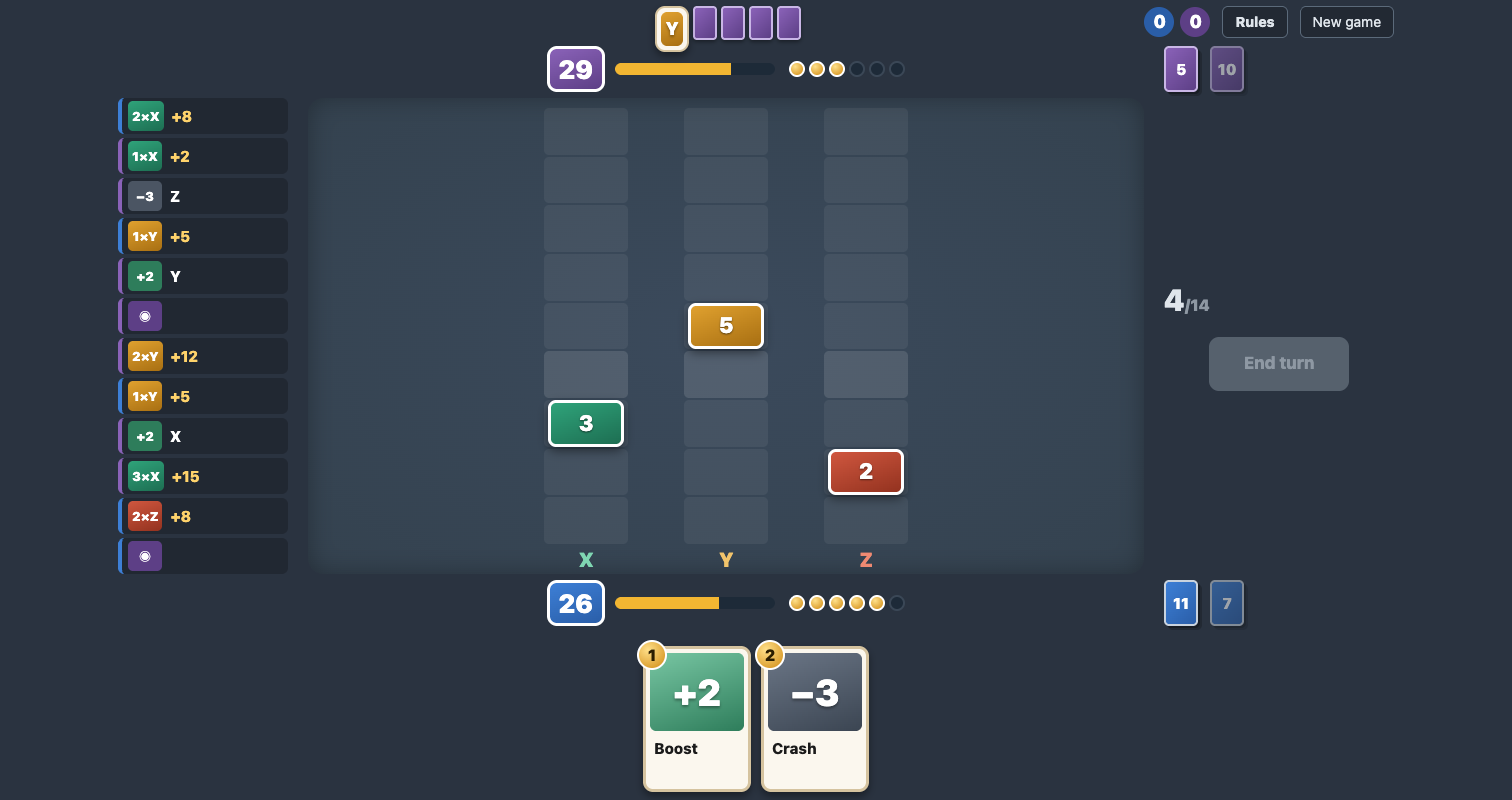 Y
0 0 Rules New game
29
5 10
2×X +8
1×X +2
−3 Z
1×Y +5
+2 Y
2×Y +12
1×Y +5
+2 X
3×X +15
2×Z +8
5
3
2
X Y Z
4/14
End turn
26
11 7
1
+2
Boost
2
−3
Crash